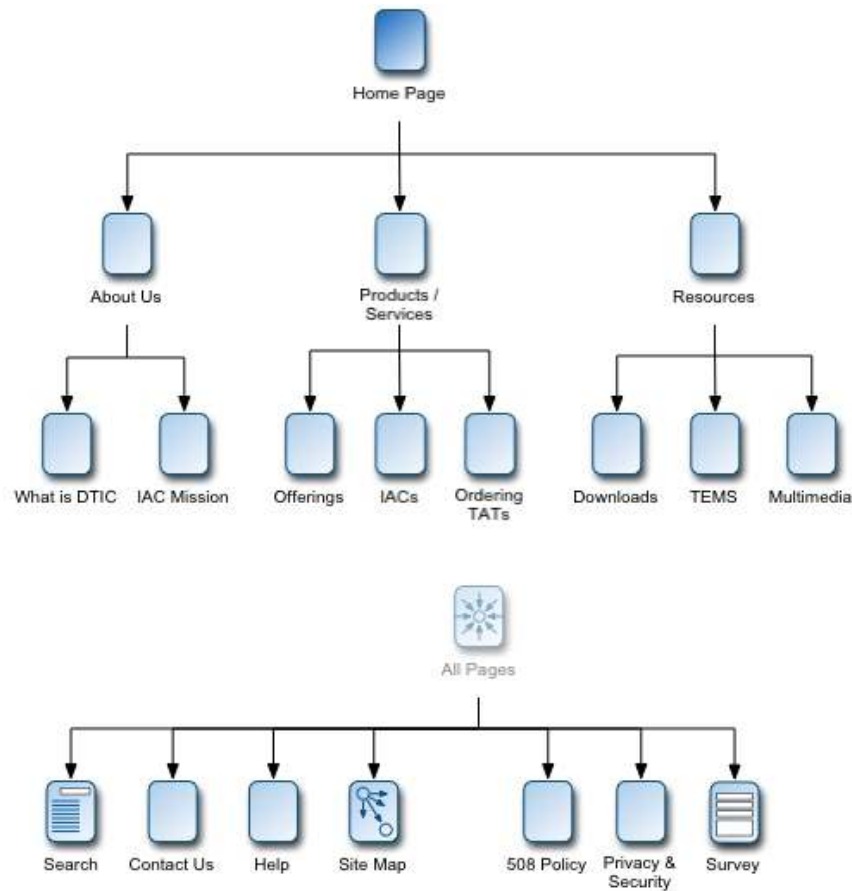 Home Page
About Us
Products /
Services
Resources
What is DTIC
IAC Mission
Offerings
IACs
Ordering
TATs
Downloads
TEMS
Multimedia
All Pages
Search
Contact Us
Help
Site Map
508 Policy
Privacy &
Security
Survey